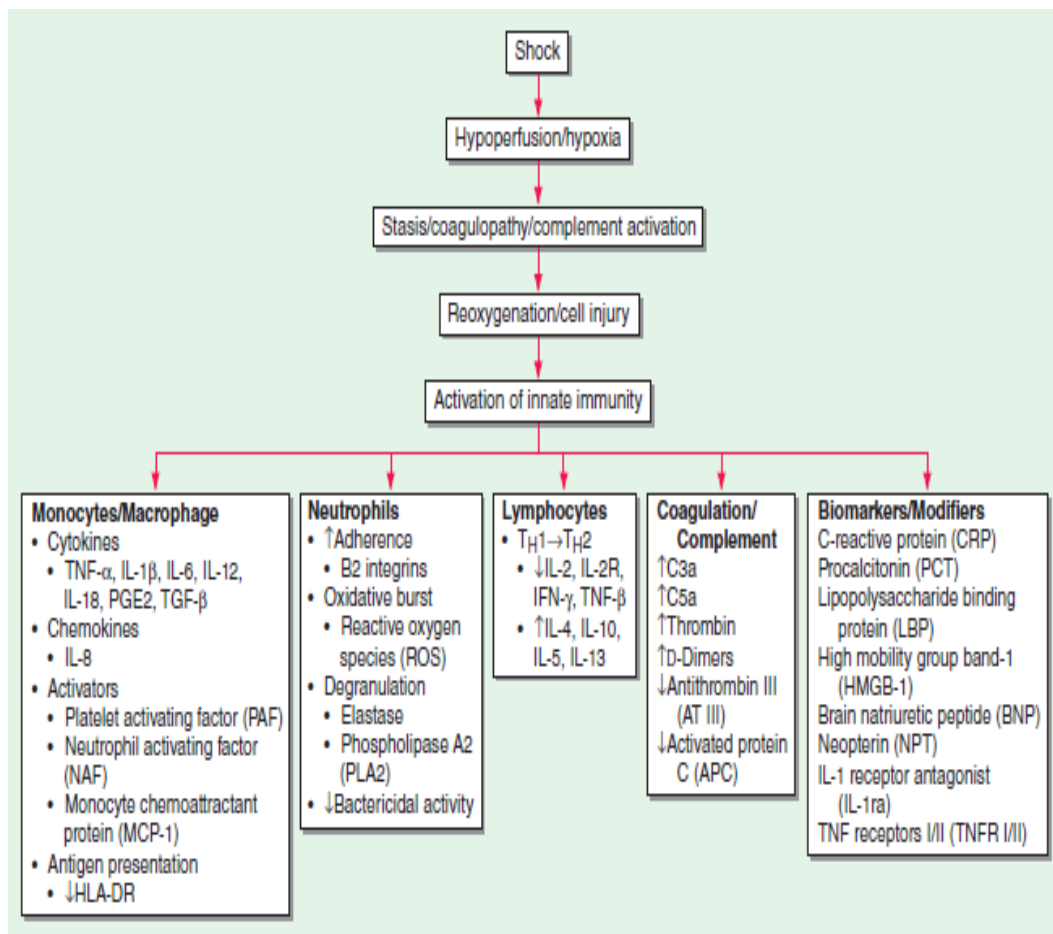 Shock
Hypoperfusion/hypoxia
Stasis/coagulopathy/complement activation
Reoxygenation/cell injury
Activation of innate immunity
Monocytes/Macrophage
• Cytokines
• TNF-α, IL-1β, IL-6, IL-12,
IL-18, PGE2, TGF-β
• Chemokines
• IL-8
• Activators
• Platelet activating factor (PAF)
• Neutrophil activating factor
(NAF)
• Monocyte chemoattractant
protein (MCP-1)
• Antigen presentation
• ↓HLA-DR
Neutrophils
• ↑Adherence
• B2 integrins
• Oxidative burst
• Reactive oxygen
species (ROS)
• Degranulation
• Elastase
• Phospholipase A2
(PLA2)
• ↓Bactericidal activity
Lymphocytes
• TH1→TH2
• ↓IL-2, IL-2R,
IFN-γ, TNF-β
• ↑IL-4, IL-10,
IL-5, IL-13
Coagulation/
Complement
↑C3a
↑C5a
↑Thrombin
↑D-Dimers
↓Antithrombin III
(AT III)
↓Activated protein
C (APC)
Biomarkers/Modifiers
C-reactive protein (CRP)
Procalcitonin (PCT)
Lipopolysaccharide binding
protein (LBP)
High mobility group band-1
(HMGB-1)
Brain natriuretic peptide (BNP)
Neopterin (NPT)
IL-1 receptor antagonist
(IL-1ra)
TNF receptors I/II (TNFR I/II)